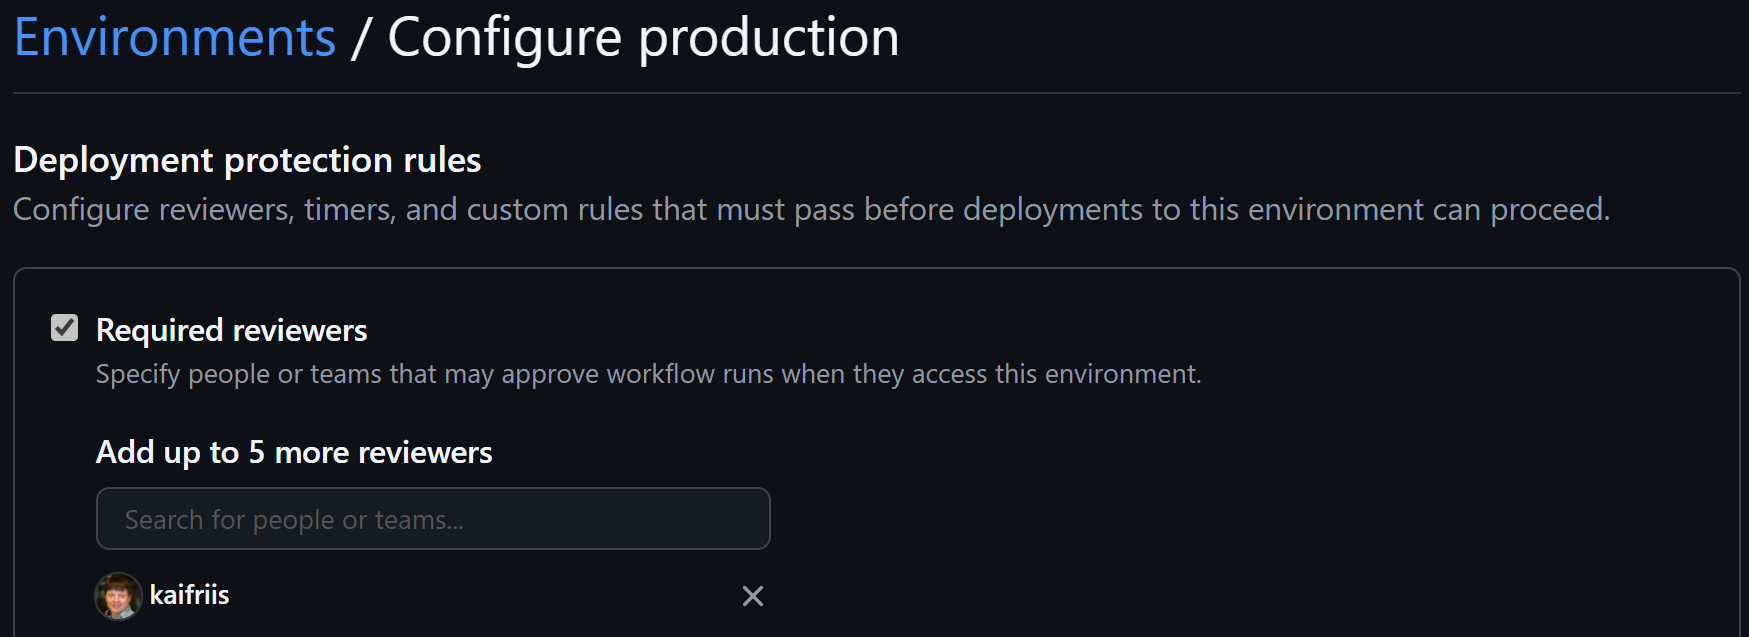 Environments / Configure production
Deployment protection rules
Configure reviewers, timers, and custom rules that must pass before deployments to this environment can proceed.
Required reviewers
Specify people or teams that may approve workflow runs when they access this environment.
Add up to 5 more reviewers
Search for people or teams...
kaifriis